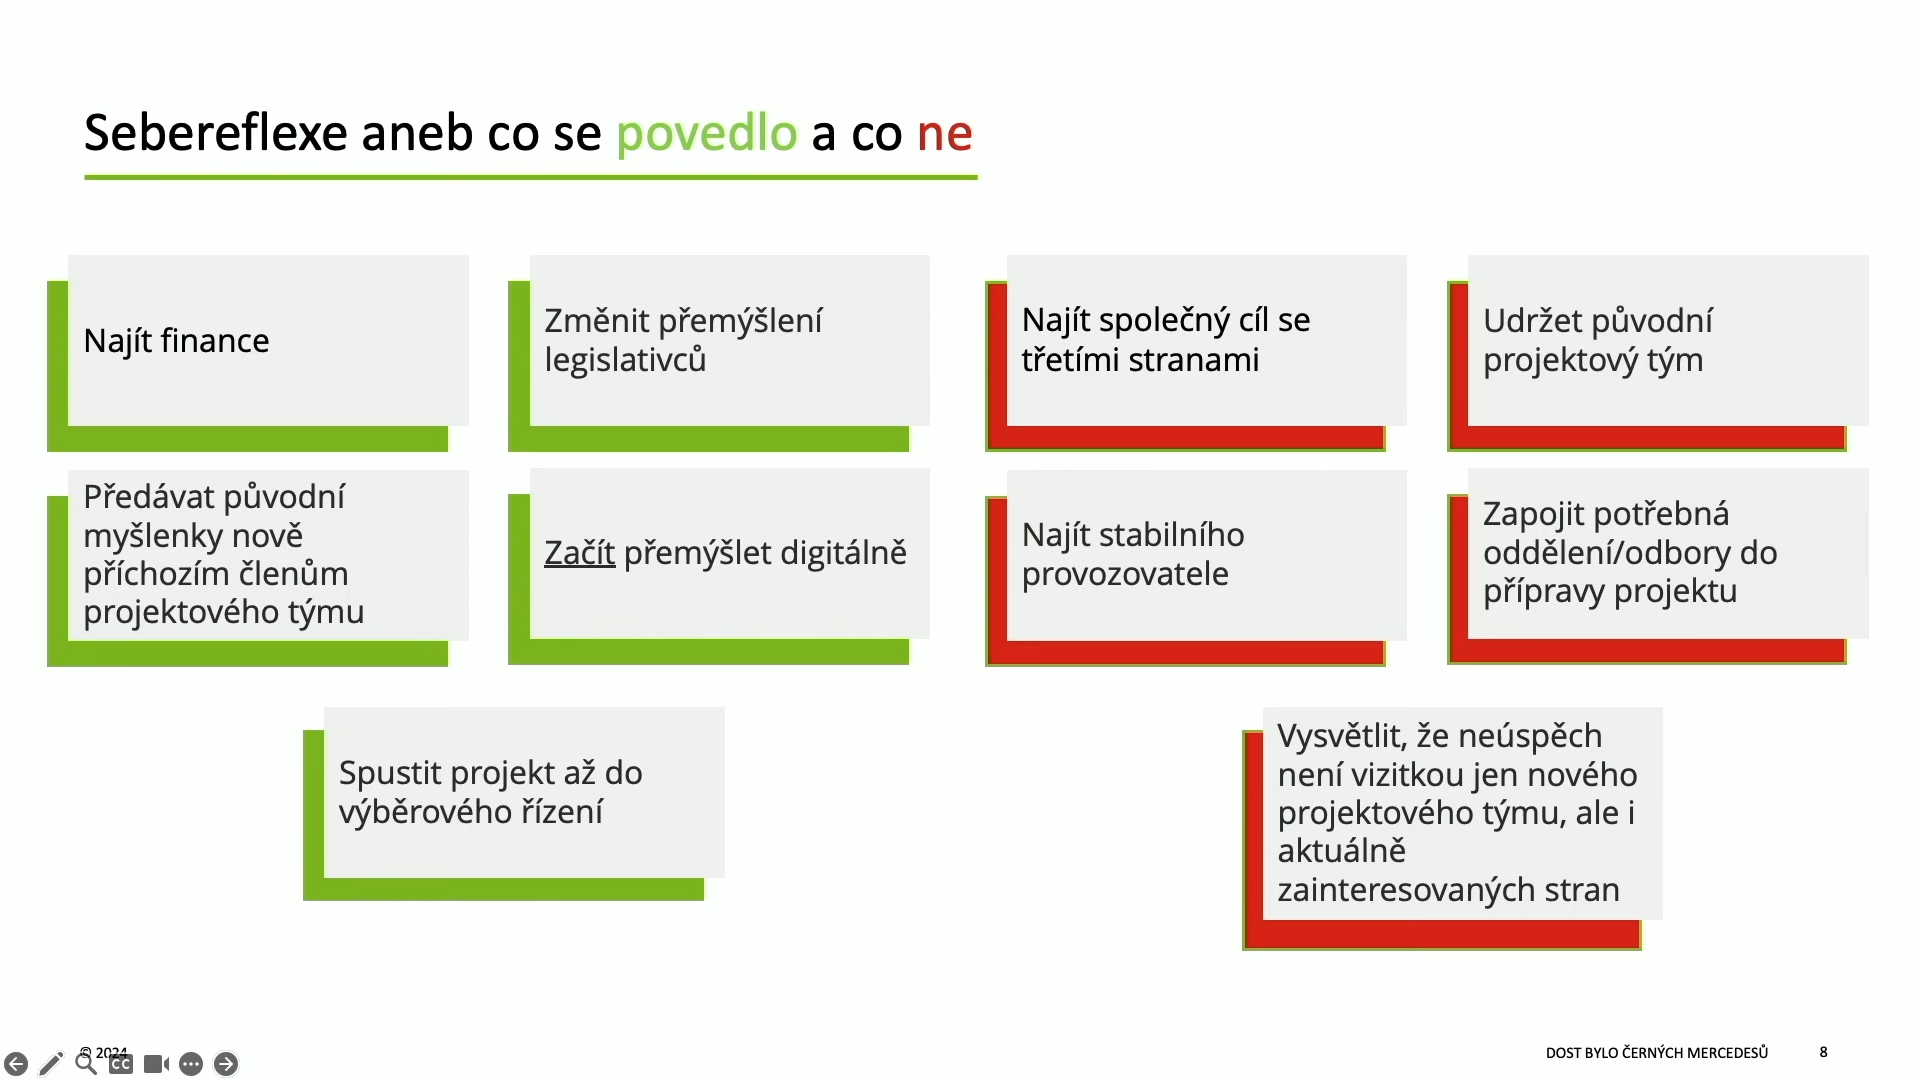 Sebereflexe aneb co se povedlo a co ne
Najít finance
Změnit přemýšlení
legislativců
Najít společný cíl se
třetími stranami
Udržet původní
projektový tým
Předávat původní
myšlenky nově
příchozím členům
projektového týmu
Začít přemýšlet digitálně
Najít stabilního
provozovatele
Zapojit potřebná
oddělení/odbory do
přípravy projektu
Spustit projekt až do
výběrového řízení
Vysvětlit, že neúspěch
není vizitkou jen nového
projektového týmu, ale i
aktuálně
zainteresovaných stran
© 2024
CC
DOST BYLO ČERNÝCH MERCEDESŮ
8